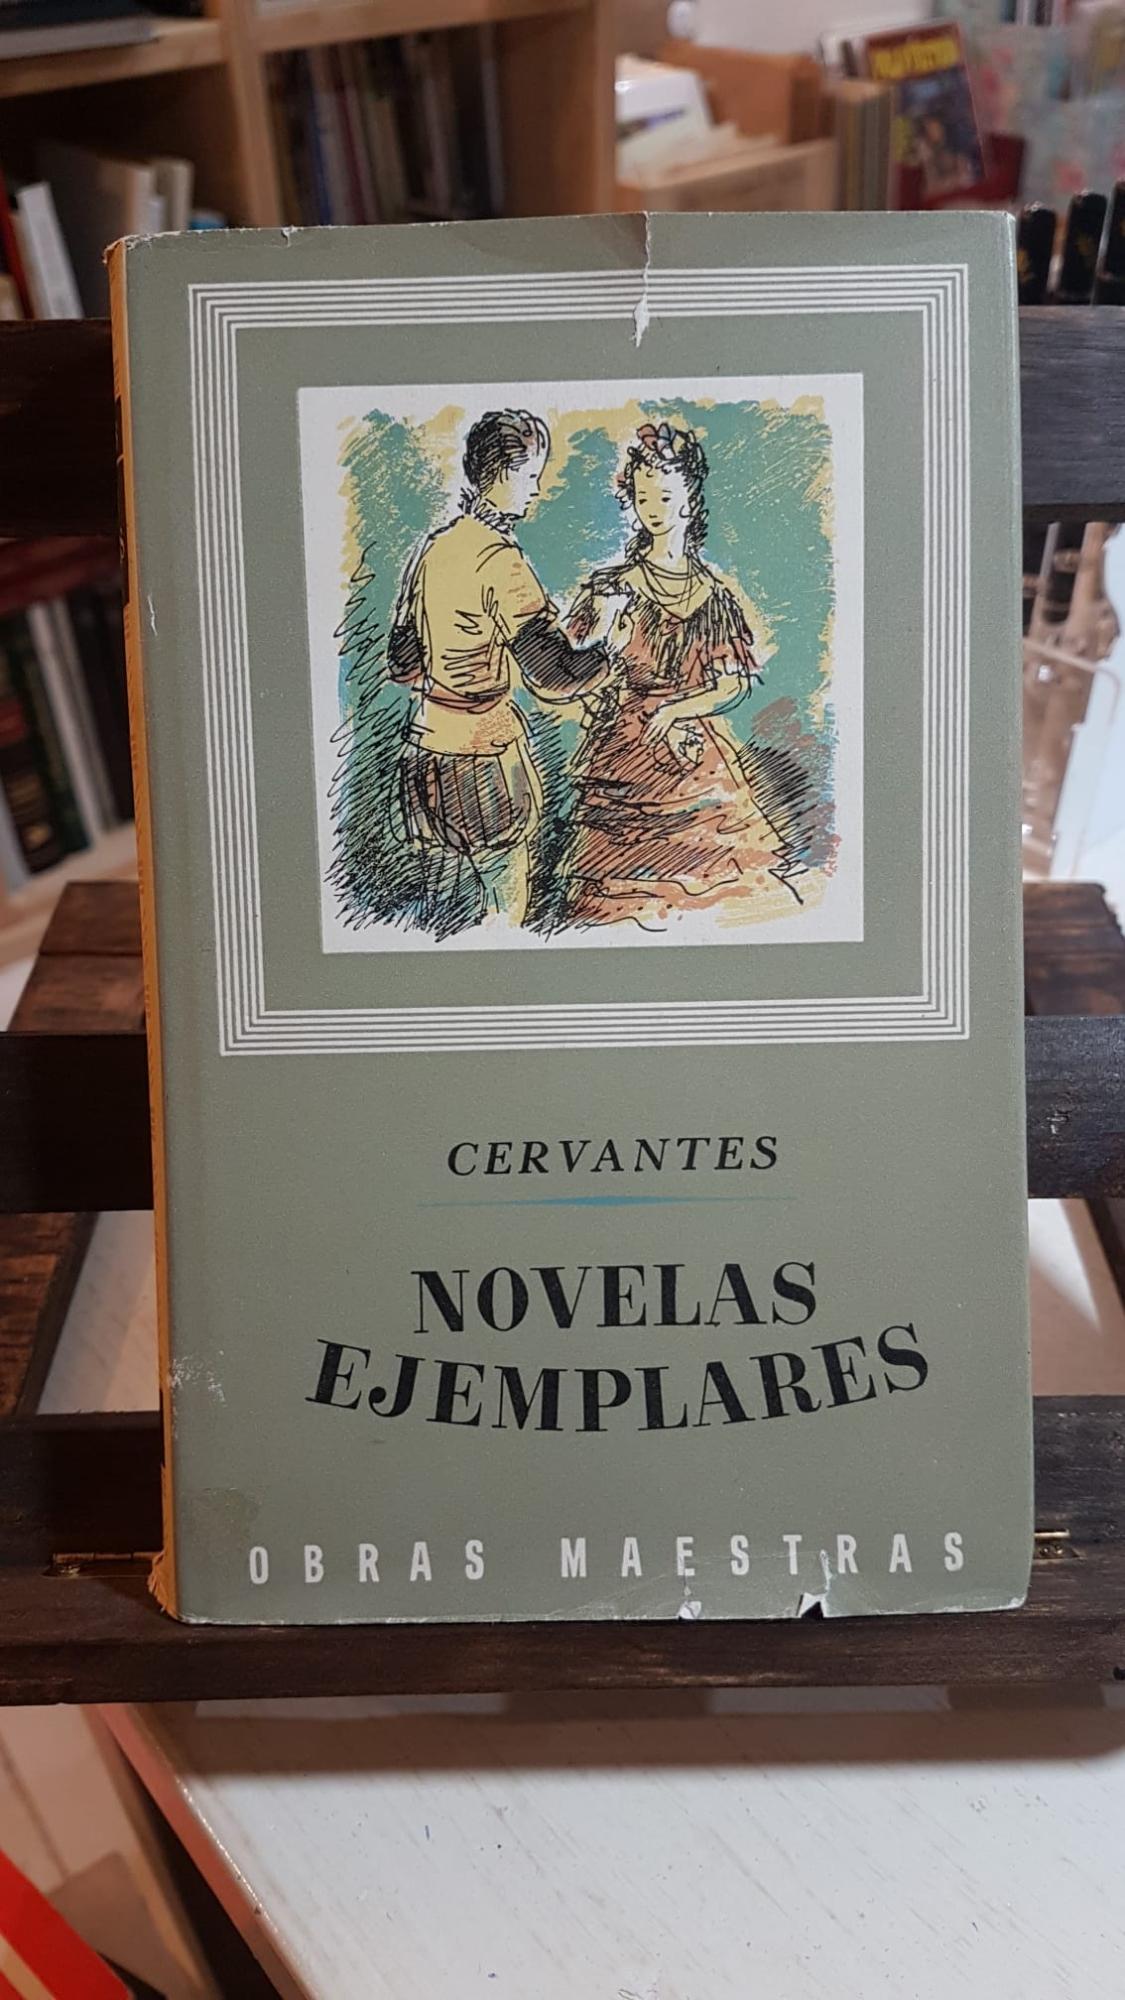 CERVANTES
NOVELAS
EJEMPLARES
OBRAS MAESTRAS